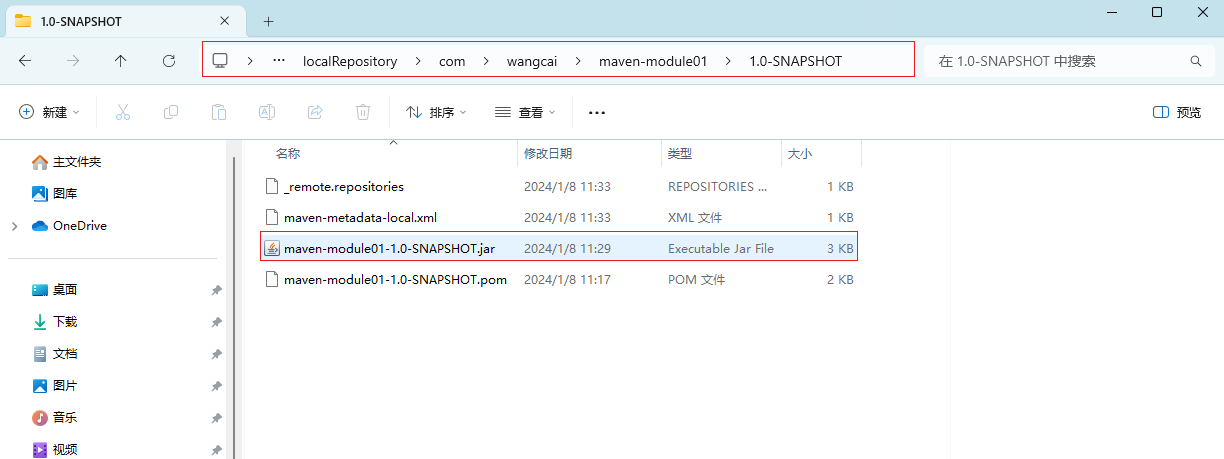 1.0-SNAPSHOT
… localRepository com wangcai maven-module01 1.0-SNAPSHOT 在 1.0-SNAPSHOT 中搜索
新建 排序 查看 … 预览
主文件夹
图库
OneDrive
桌面
下载
文档
图片
音乐
视频
名称 修改日期 类型 大小
_remote.repositories 2024/1/8 11:33 REPOSITORIES ... 1 KB
maven-metadata-local.xml 2024/1/8 11:33 XML 文件 1 KB
maven-module01-1.0-SNAPSHOT.jar 2024/1/8 11:29 Executable Jar File 3 KB
maven-module01-1.0-SNAPSHOT.pom 2024/1/8 11:17 POM 文件 2 KB